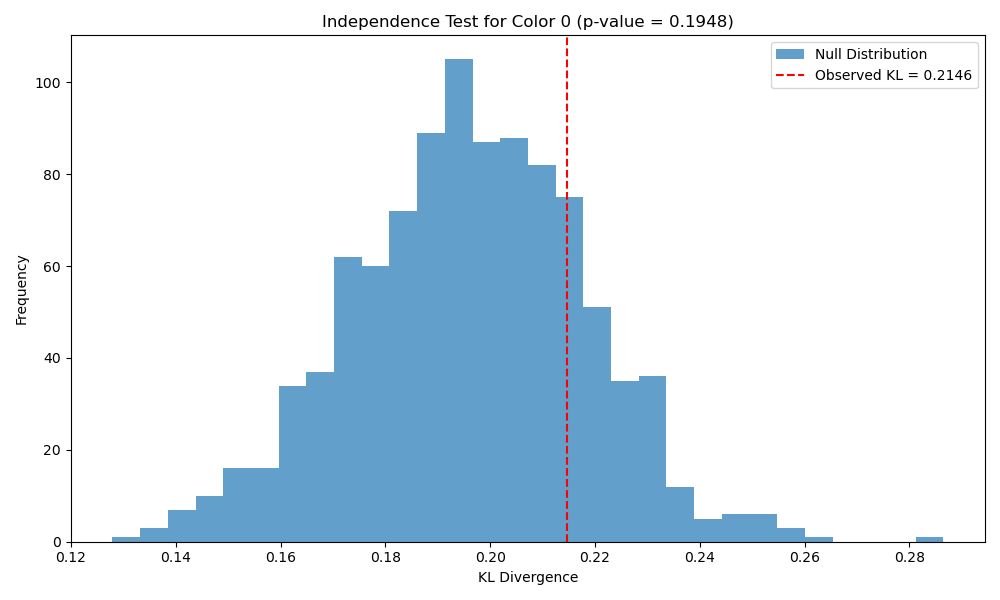 Independence Test for Color 0 (p-value = 0.1948)
Null Distribution
Observed KL = 0.2146
Frequency
100
80
60
40
20
0
0.12 0.14 0.16 0.18 0.20 0.22 0.24 0.26 0.28
KL Divergence